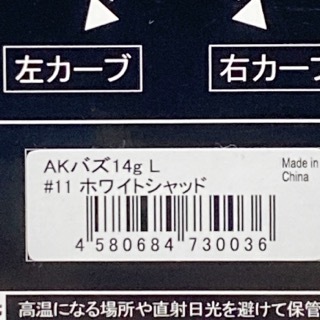 左カーブ
右カーブ
AKバズ14g L
#11 ホワイトシャッド
Made in
China
4 580684 730036
高温になる場所や直射日光を避けて保管